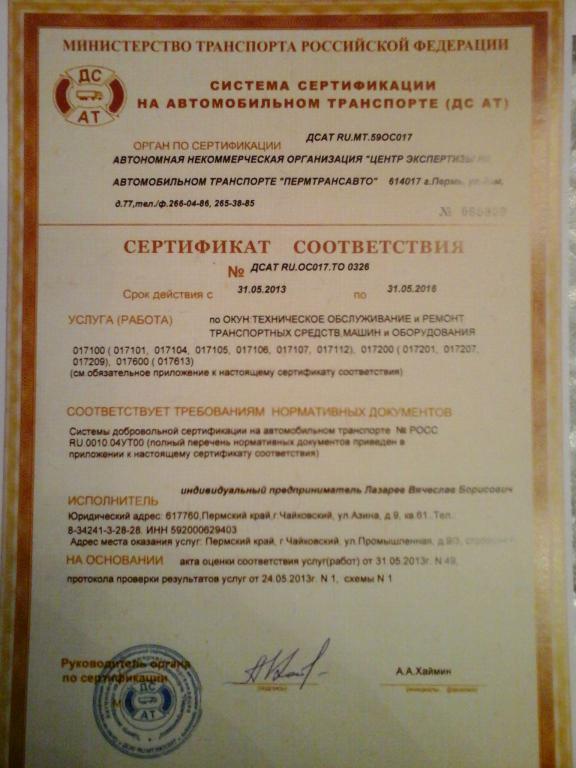 МИНИСТЕРСТВО ТРАНСПОРТА РОССИЙСКОЙ ФЕДЕРАЦИИ
ДС
АТ
СИСТЕМА СЕРТИФИКАЦИИ
НА АВТОМОБИЛЬНОМ ТРАНСПОРТЕ (ДС АТ)
ОРГАН ПО СЕРТИФИКАЦИИ ДСАТ RU.МТ.59ОС017
АВТОНОМНАЯ НЕКОММЕРЧЕСКАЯ ОРГАНИЗАЦИЯ "ЦЕНТР ЭКСПЕРТИЗЫ НА
АВТОМОБИЛЬНОМ ТРАНСПОРТЕ "ПЕРМТРАНСАВТО" 614017 г.Пермь,
д.77,тел./ф.266-04-86, 265-38-85
№
СЕРТИФИКАТ СООТВЕТСТВИЯ
№ ДСАТ RU.ОС017.ТО 0326
Срок действия с 31.05.2013 по 31.05.2016
УСЛУГА (РАБОТА) по ОКУН:ТЕХНИЧЕСКОЕ ОБСЛУЖИВАНИЕ и РЕМОНТ
ТРАНСПОРТНЫХ СРЕДСТВ,МАШИН и ОБОРУДОВАНИЯ
017100 ( 017101, 017104, 017105, 017106, 017107, 017112), 017200 ( 017201, 017207,
017209), 017600 ( 017613)
(см обязательное приложение к настоящему сертификату соответствия)
СООТВЕТСТВУЕТ ТРЕБОВАНИЯМ НОРМАТИВНЫХ ДОКУМЕНТОВ
Системы добровольной сертификации на автомобильном транспорте № РОСС
RU.0010.04УТ00 (полный перечень нормативных документов приведен в
приложении к настоящему сертификату соответствия)
индивидуальный предприниматель Лазарев Вячеслав Борисович
ИСПОЛНИТЕЛЬ
Юридический адрес: 617760,Пермский край,г.Чайковский, ул.Азина, д.9, кв.61..Тел.
8-34241-3-28-28. ИНН 592000629403
Адрес места оказания услуг: Пермский край, г.Чайковский, ул.Промышленная,
НА ОСНОВАНИИ акта оценки соответствия услуг(работ) от 31.05.2013г. N 49,
протокола проверки результатов услуг от 24.05.2013г. N 1, схемы N 1
Руководитель органа
по сертификации
А.А.Хаймин
М
ДС
АТ